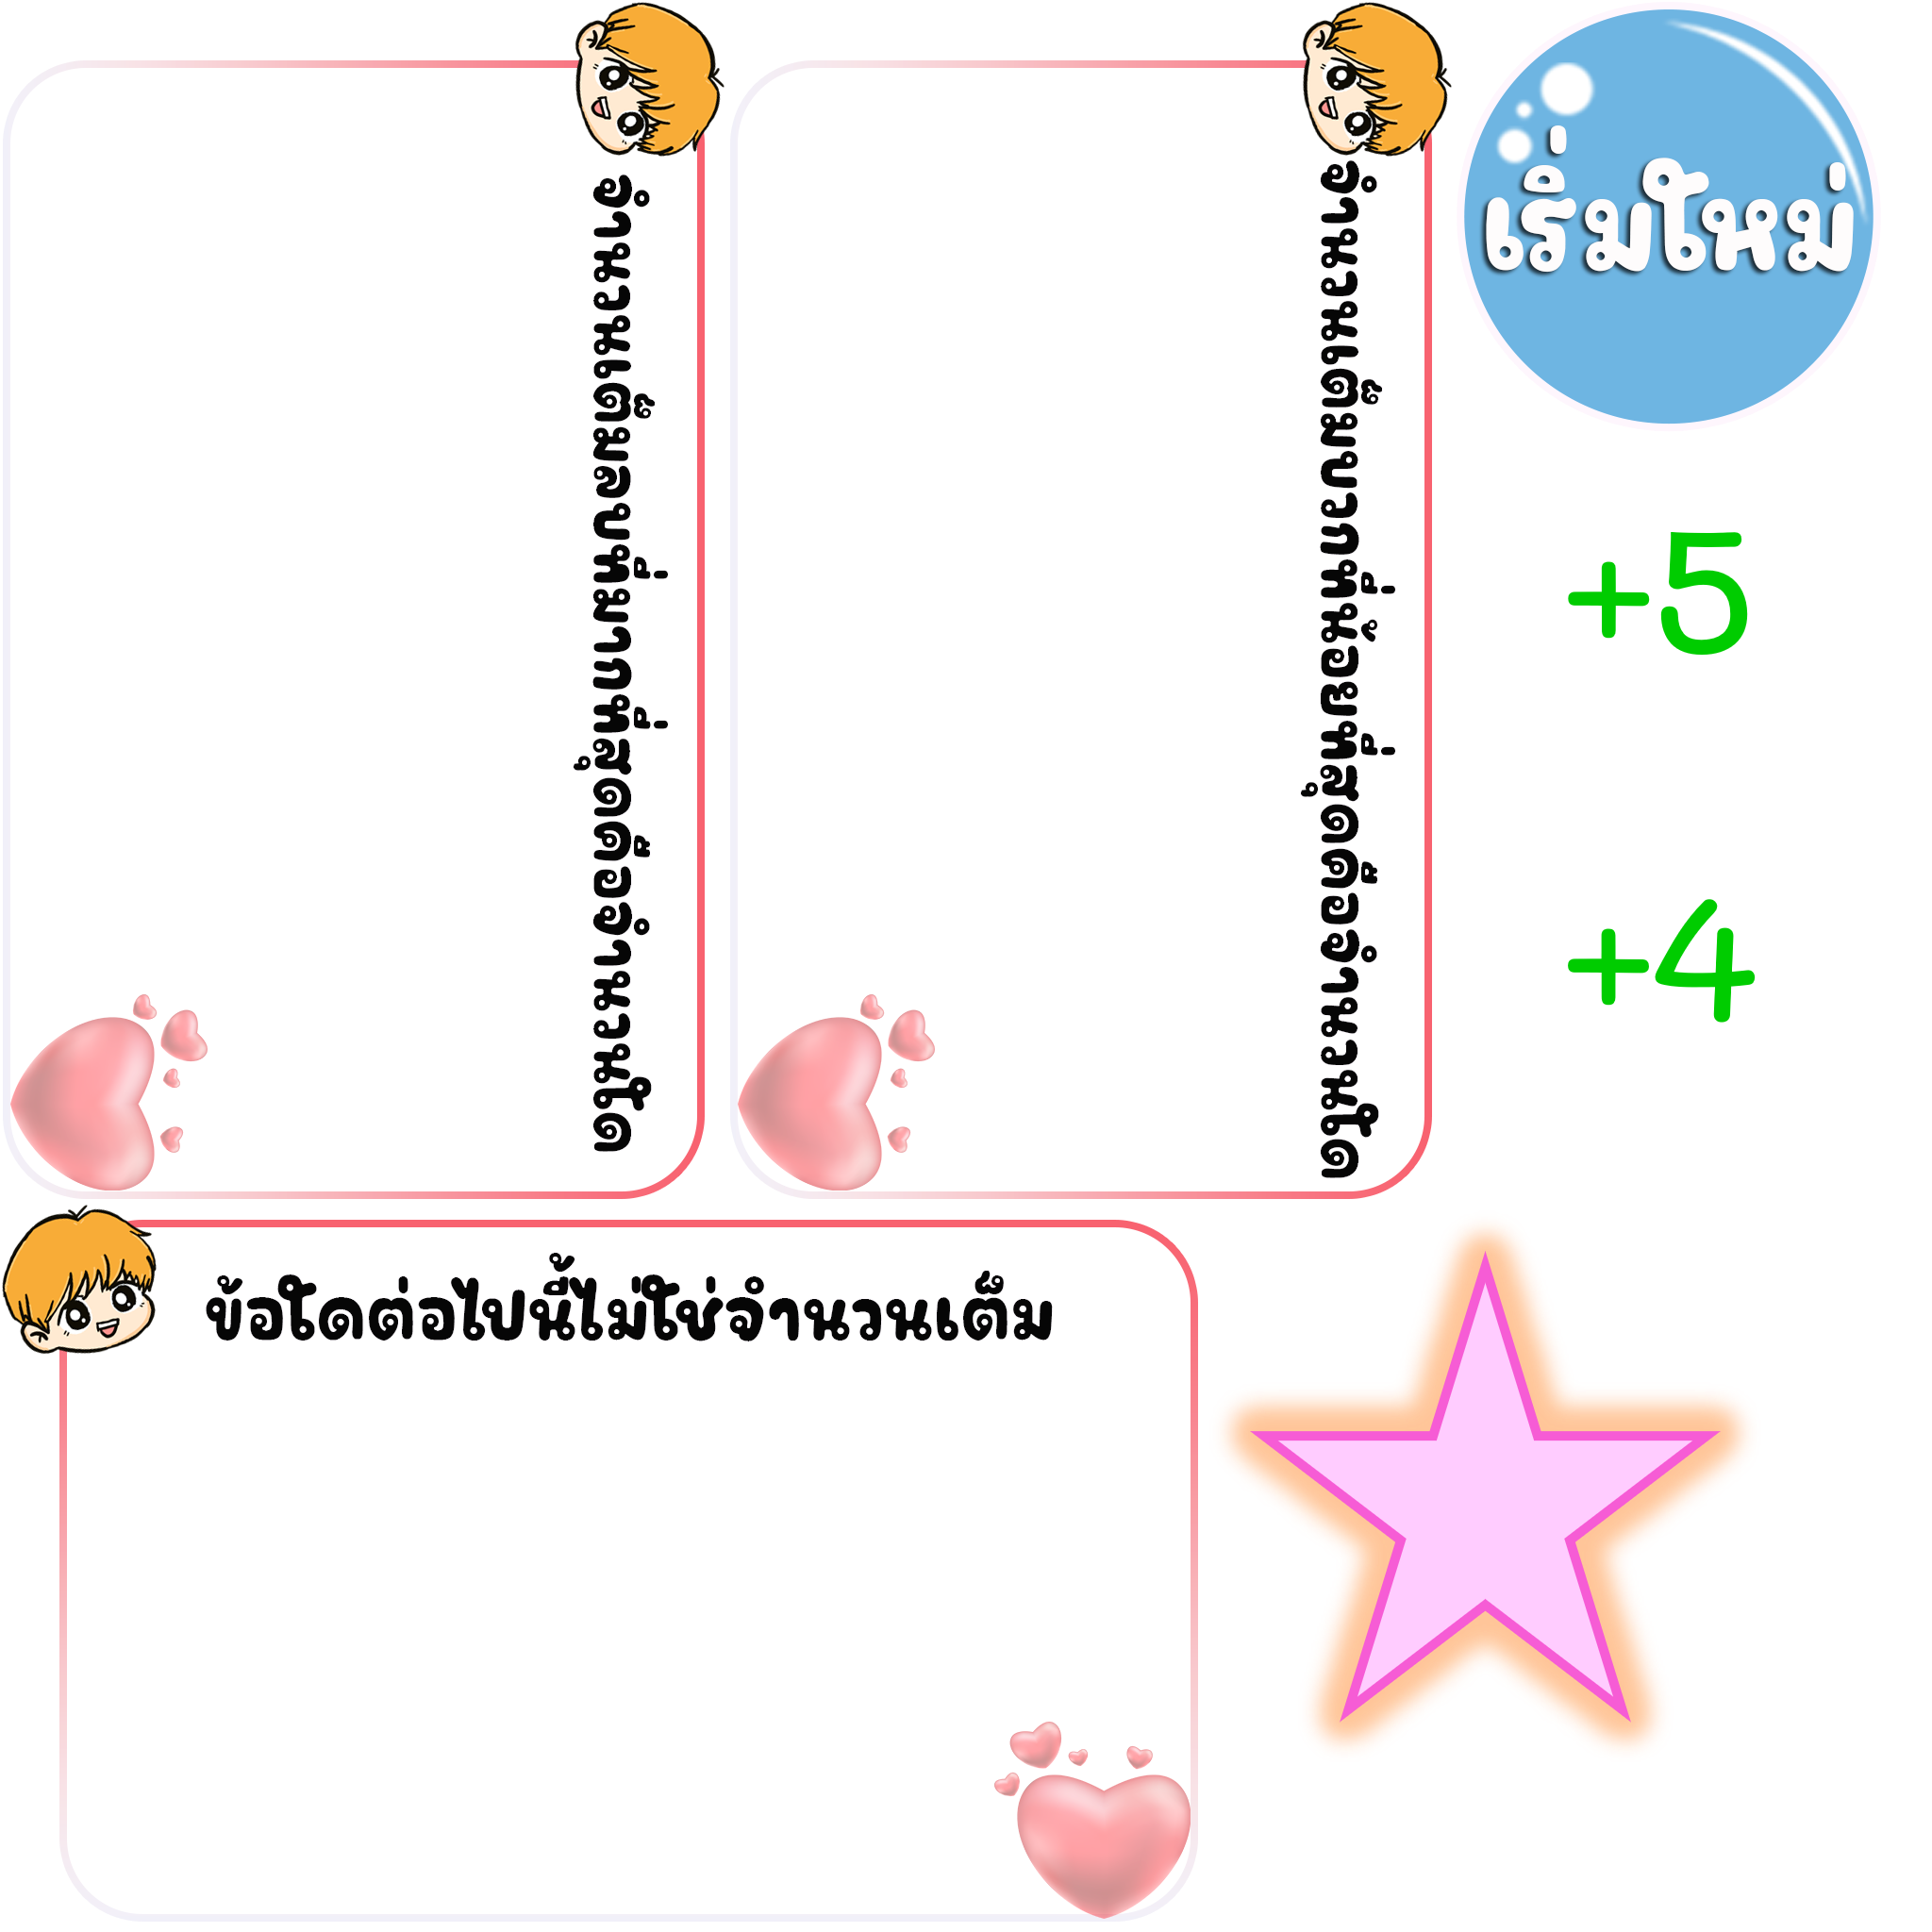 จำนวนเต็มลบที่มากที่สุดคือจำนวนใด
จำนวนเต็มบวกที่น้อยที่สุดคือจำนวนใด
เริ่มใหม่
+5
+4
ข้อใดต่อไปนี้ไม่ใช่จำนวนเต็ม